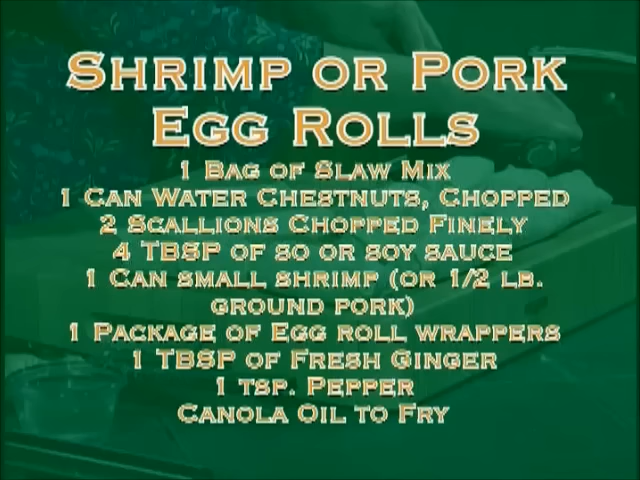 Shrimp or Pork
Egg Rolls
1 Bag of Slaw Mix
1 Can Water Chestnuts, Chopped
2 Scallions Chopped Finely
4 TBSP of so or soy sauce
1 Can small shrimp (or 1/2 lb.
ground pork)
1 Package of Egg roll wrappers
1 TBSP of Fresh Ginger
1 tsp. Pepper
Canola Oil to Fry